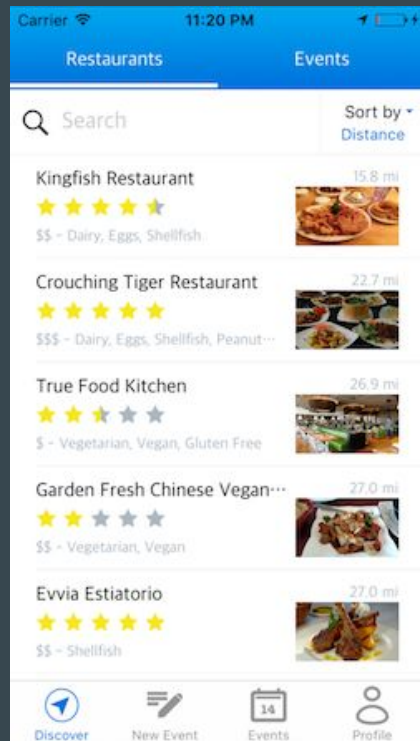 Carrier 11:20 PM
Restaurants Events
Search
Sort by
Distance
Kingfish Restaurant 15.8 mi
$$ - Dairy, Eggs, Shellfish
Crouching Tiger Restaurant 22.7 mi
$$$ - Dairy, Eggs, Shellfish, Peanut···
True Food Kitchen 26.9 mi
$ - Vegetarian, Vegan, Gluten Free
Garden Fresh Chinese Vegan··· 27.0 mi
$$ - Vegetarian, Vegan
Evvia Estiatorio 27.0 mi
$$ - Shellfish
14
Discover New Event Events Profile